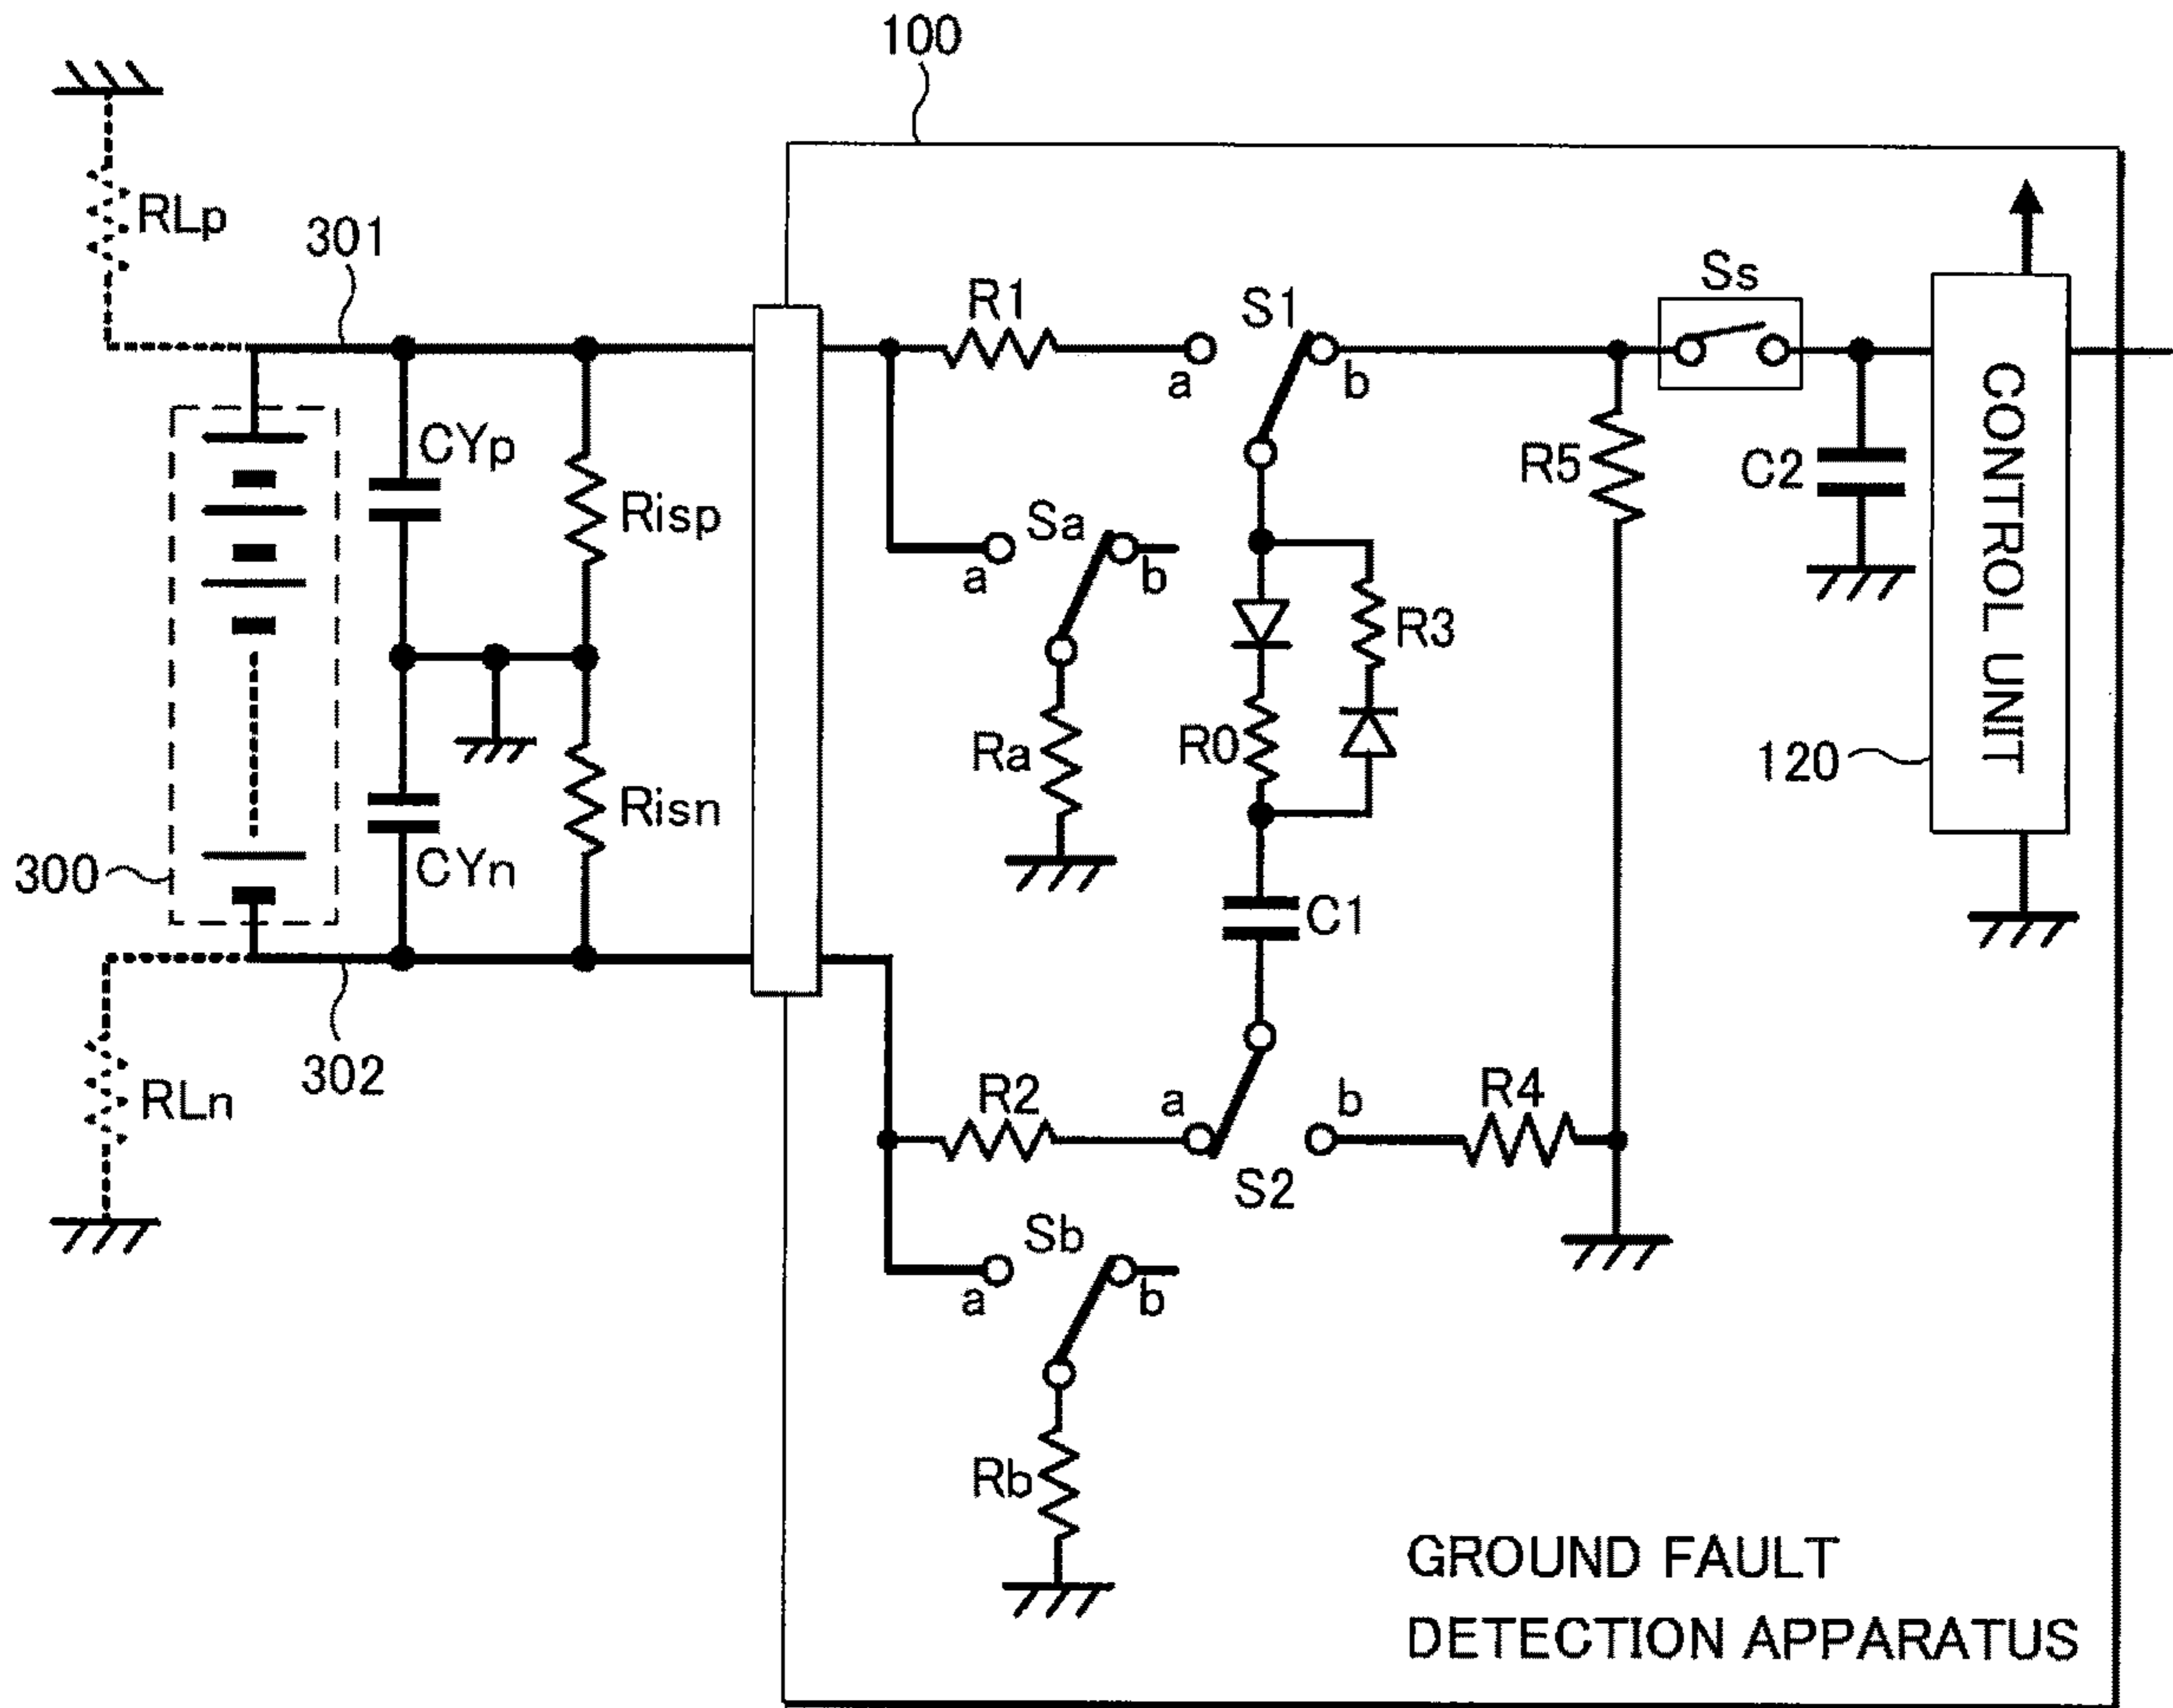 100
RLp
301
R1
S1
Ss
a
b
CYp
Risp
Sa
a
b
R3
R5
C2
CONTROL UNIT
Ra
R0
120
Risn
300
CYn
C1
302
RLn
R2
a
b
R4
S2
Sb
a
b
Rb
GROUND FAULT
DETECTION APPARATUS